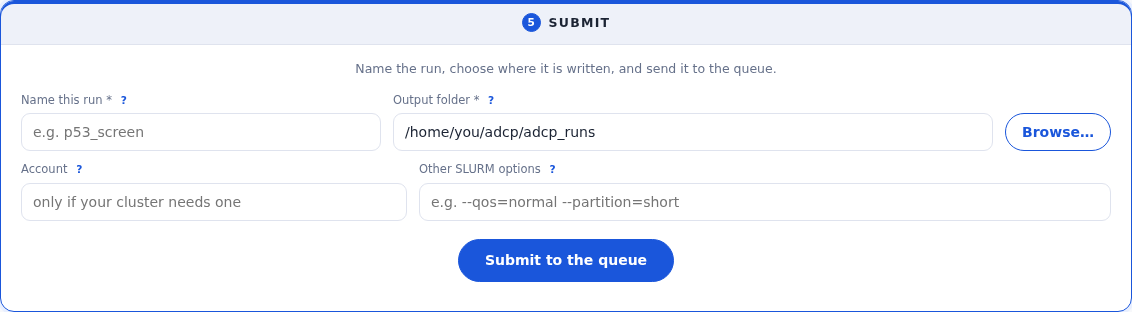 5 SUBMIT
Name the run, choose where it is written, and send it to the queue.
Name this run * ? Output folder * ?
e.g. p53_screen /home/you/adcp/adcp_runs Browse...
Account ? Other SLURM options ?
only if your cluster needs one e.g. --qos=normal --partition=short
Submit to the queue